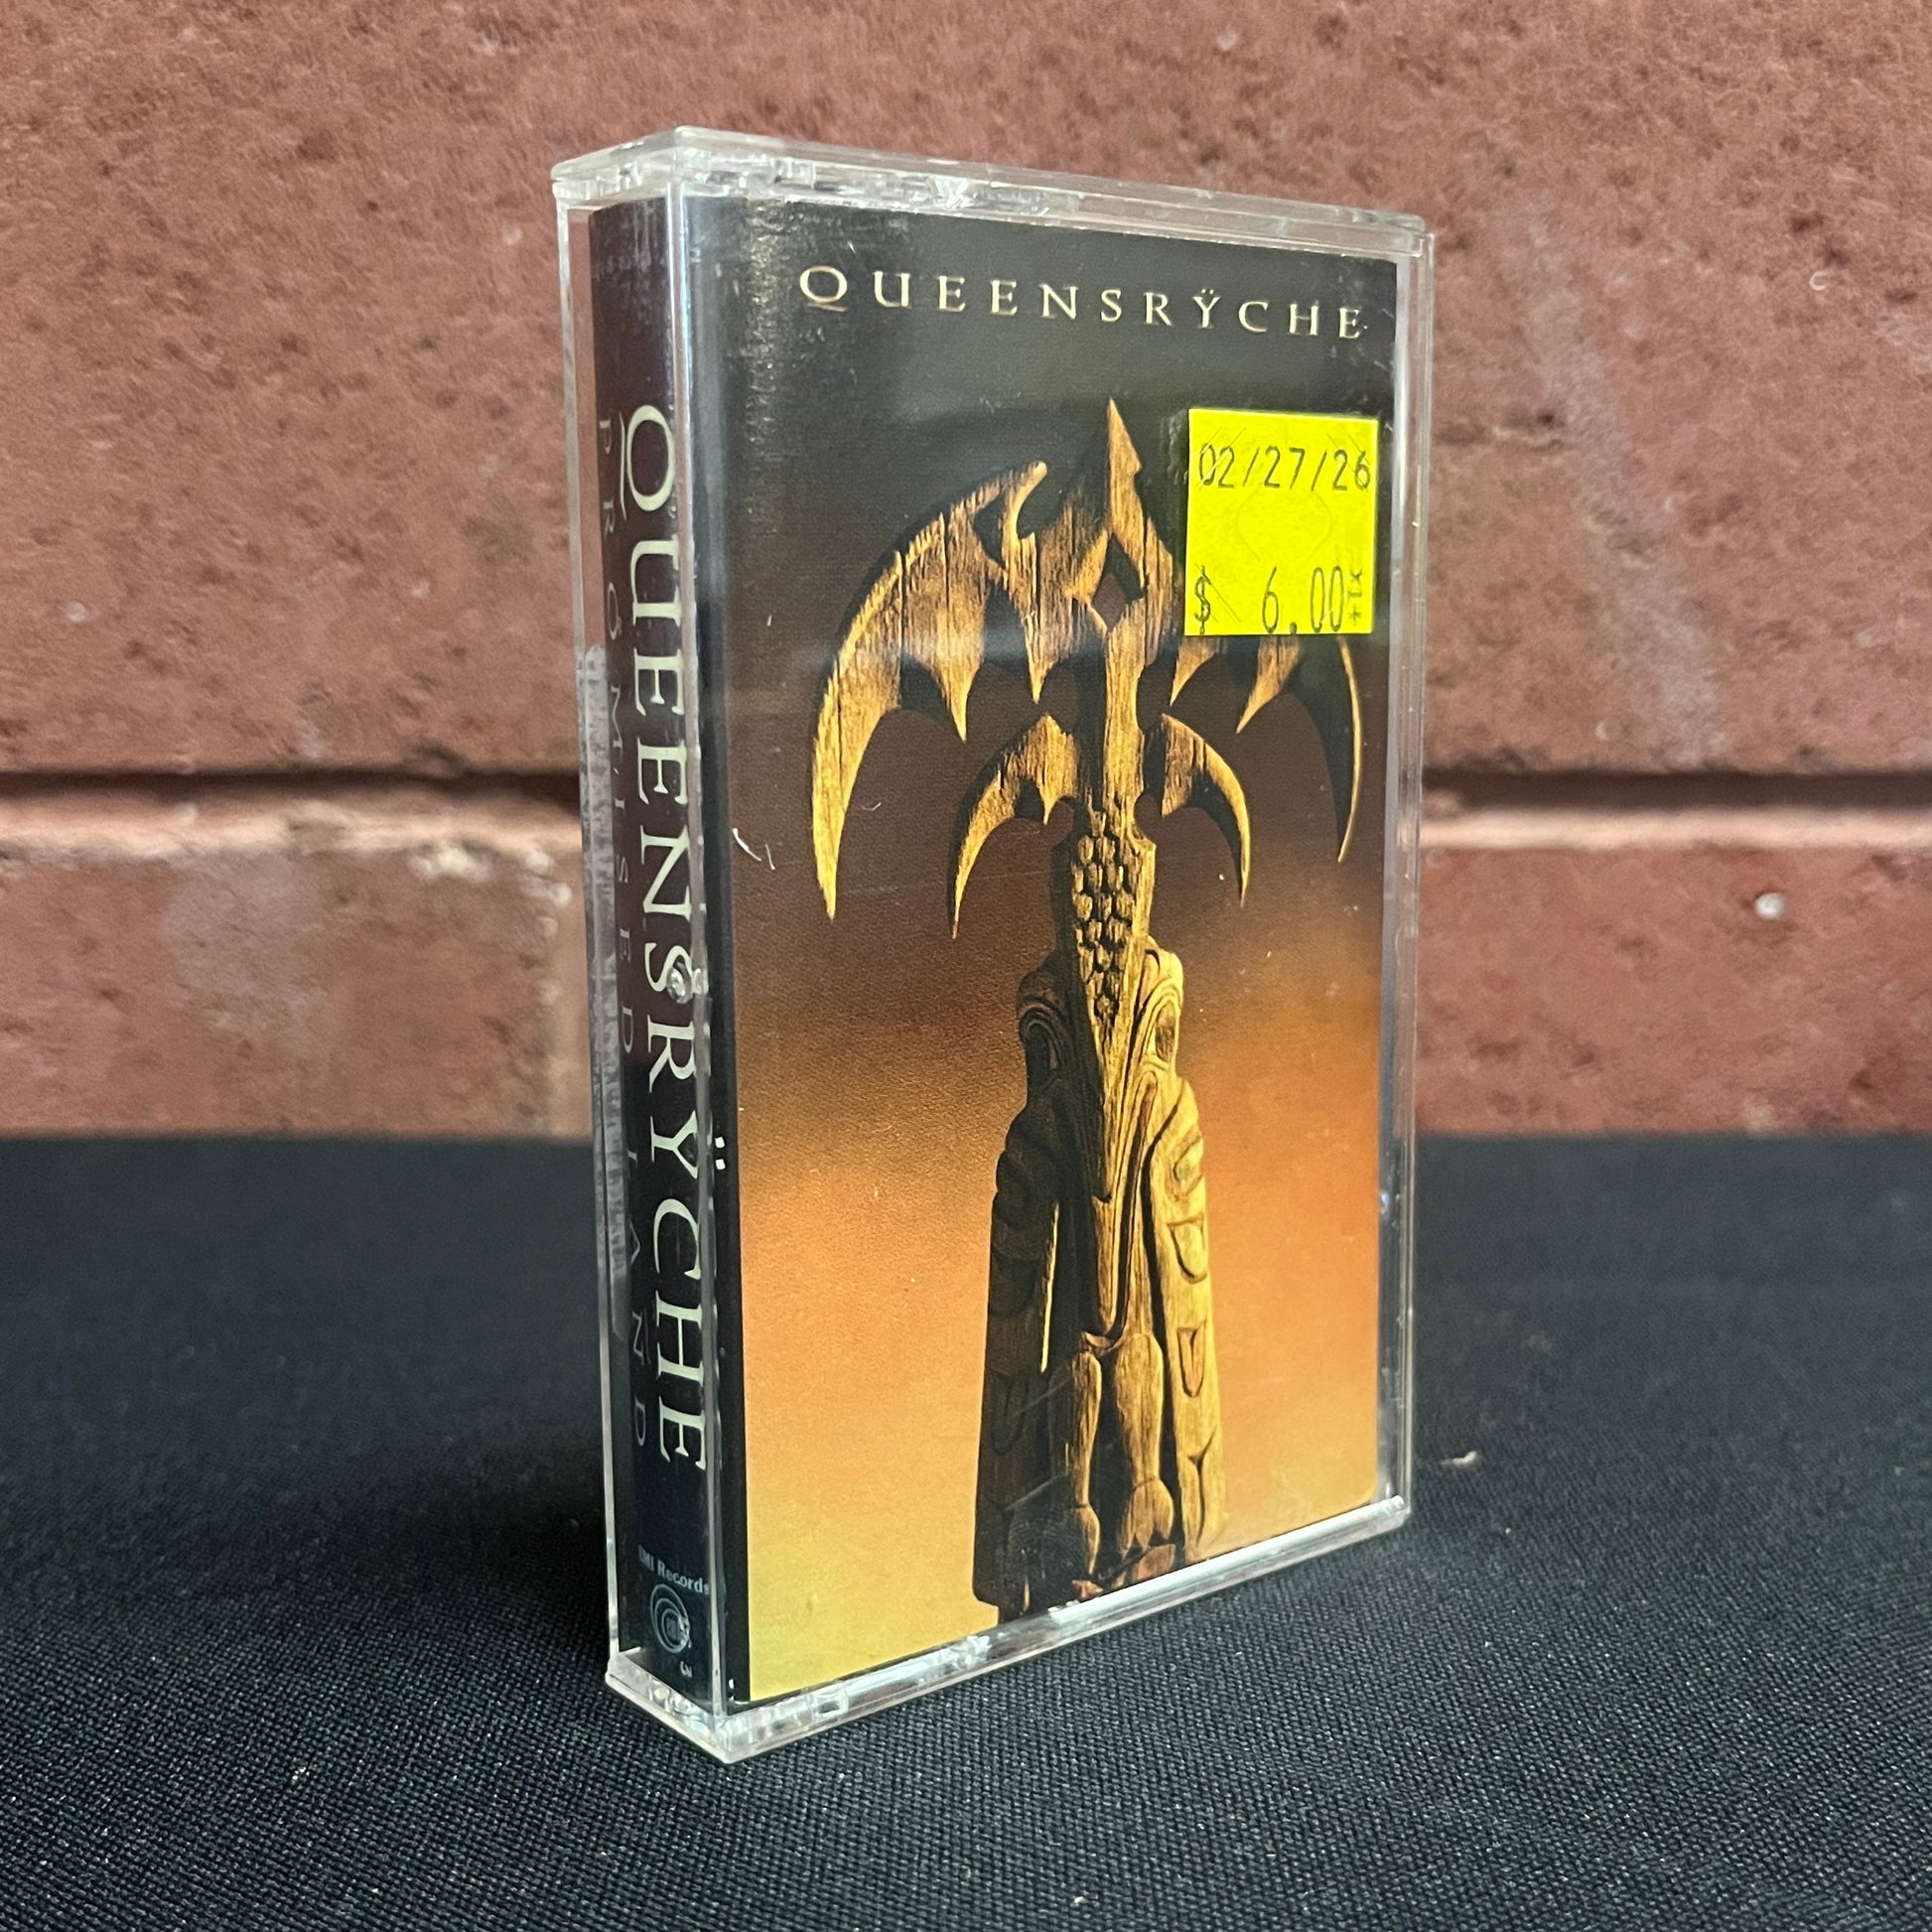 QUEENSRŸCHE
02/27/26
$ 6.00
QUEENSRŸCHE
PROMISED LAND
EMI Records